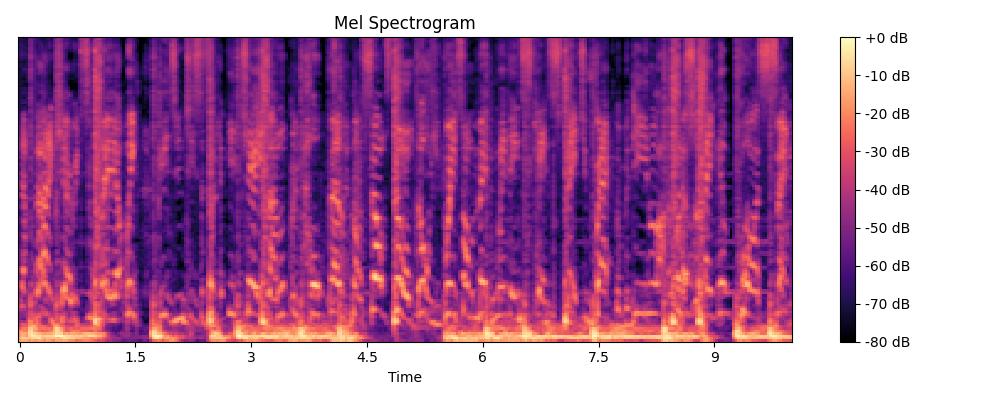 Mel Spectrogram
+0 dB
-10 dB
-20 dB
-30 dB
-40 dB
-50 dB
-60 dB
-70 dB
-80 dB
0 1.5 3 4.5 6 7.5 9
Time